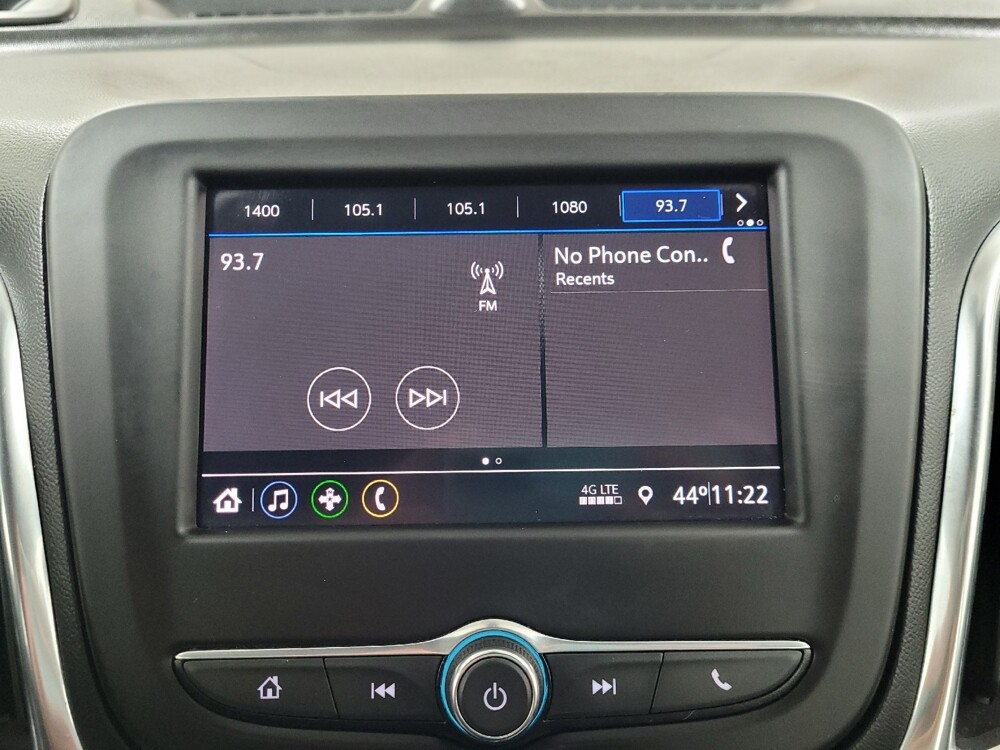 1400 105.1 105.1 1080 93.7
93.7
FM
No Phone Con..
Recents
4G LTE
44° 11:22